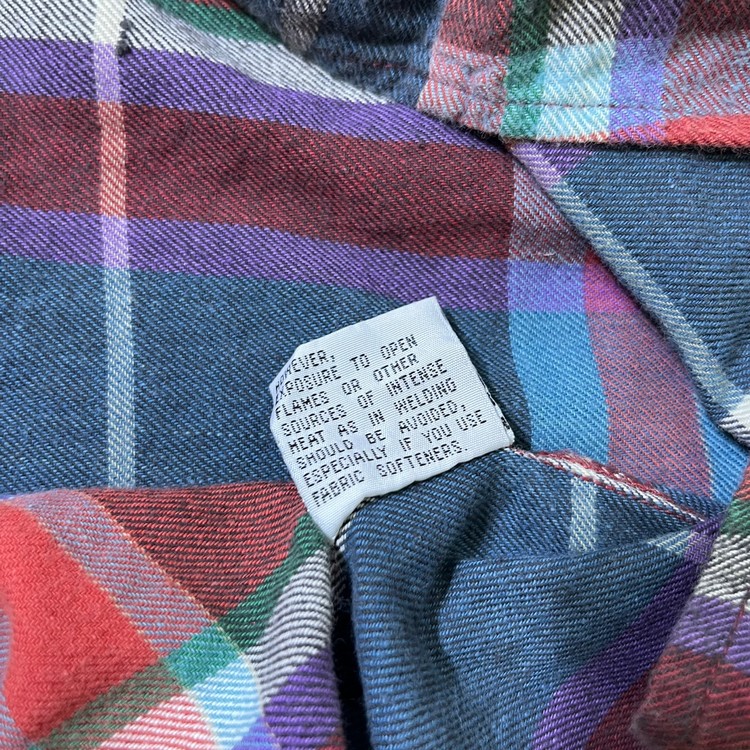 HOWEVER,
EXPOSURE TO OPEN
FLAMES OR OTHER
SOURCES OF INTENSE
HEAT AS IN WELDING
SHOULD BE AVOIDED,
ESPECIALLY IF YOU USE
FABRIC SOFTENERS.